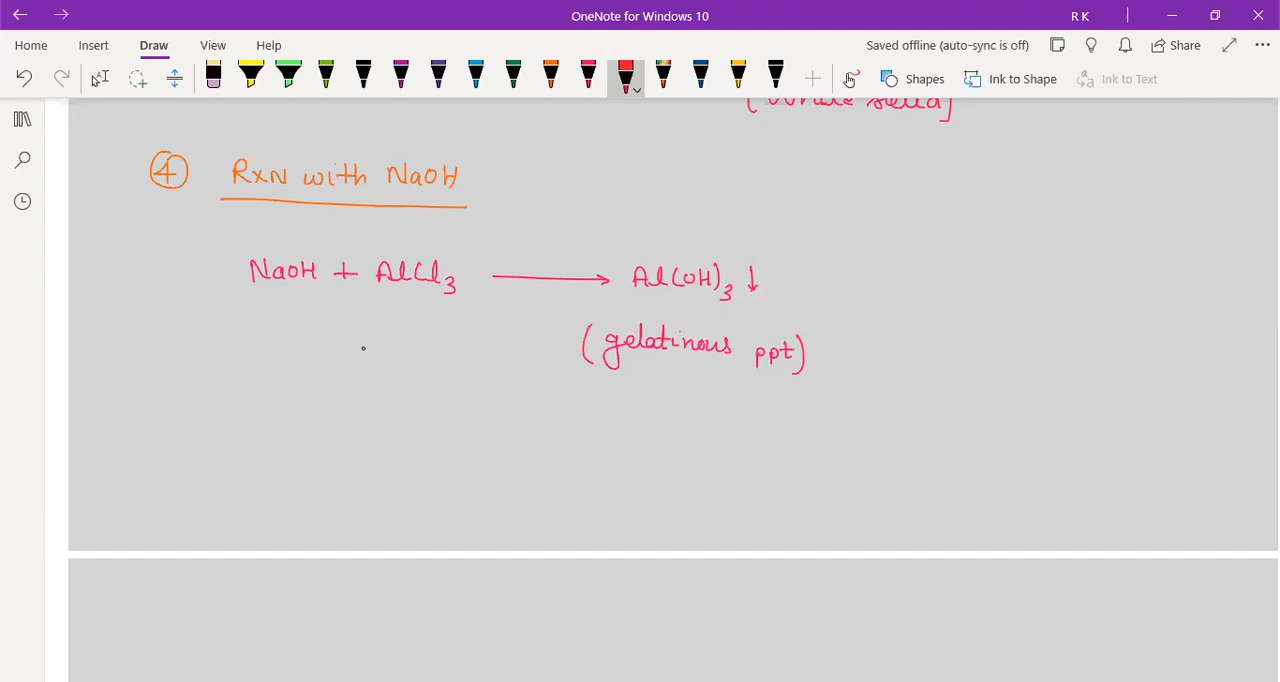 OneNote for Windows 10
R K
Home Insert Draw View Help
Saved offline (auto-sync is off)
Share
Shapes
Ink to Shape
Ink to Text
④ RxN with NaOH
NaOH + AlCl3 ⟶ Al(OH)3 ↓
(gelatinous ppt)